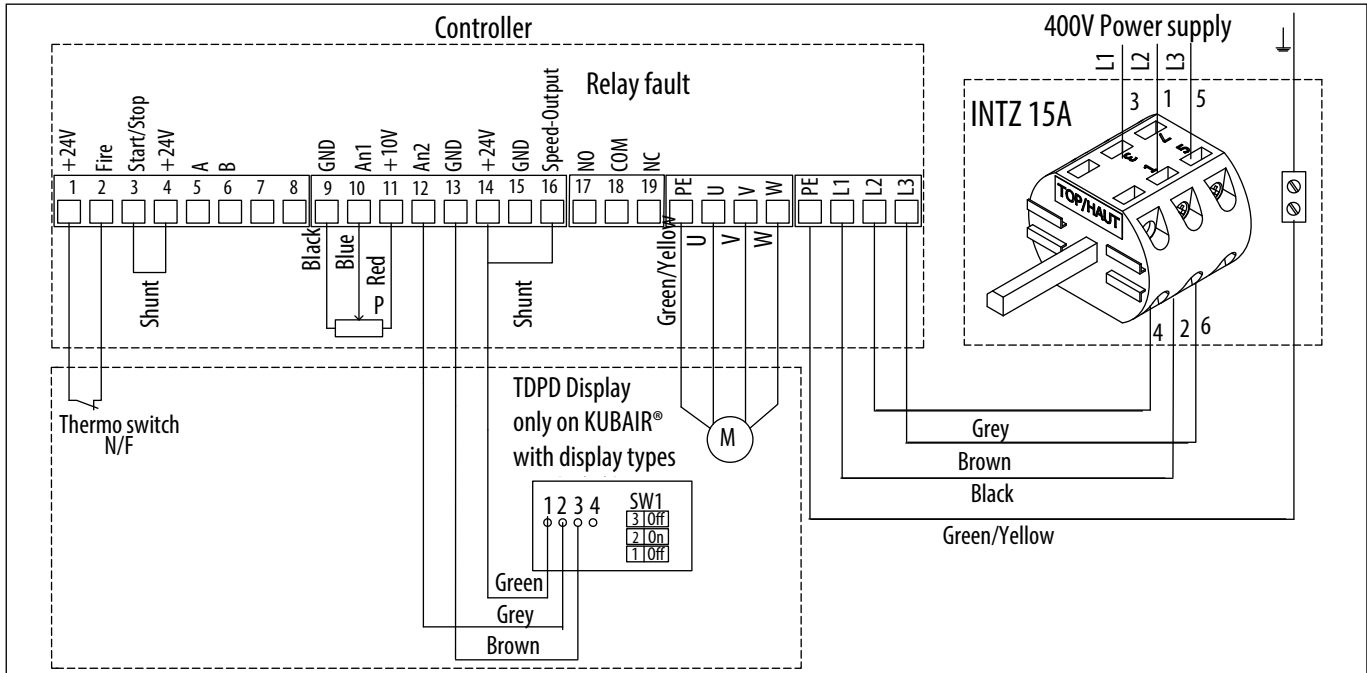 Controller
400V Power supply
L1
L2
L3
Relay fault
3 1 5
INTZ 15A
+24V
Fire
Start/Stop
+24V
A
B
GND
An1
+10V
An2
GND
+24V
GND
Speed-Output
NO
COM
NC
PE
U
V
W
PE
L1
L2
L3
1 2 3 4 5 6 7 8 9 10 11 12 13 14 15 16 17 18 19
3 1 5
TOP/HAUT
Black
Blue
Red
P
Shunt
Shunt
Green/Yellow
U
V
W
4 2 6
Thermo switch
N/F
TDPD Display
only on KUBAIR®
with display types
M
1 2 3 4
SW1
3 Off
2 On
1 Off
Green
Grey
Brown
Grey
Brown
Black
Green/Yellow